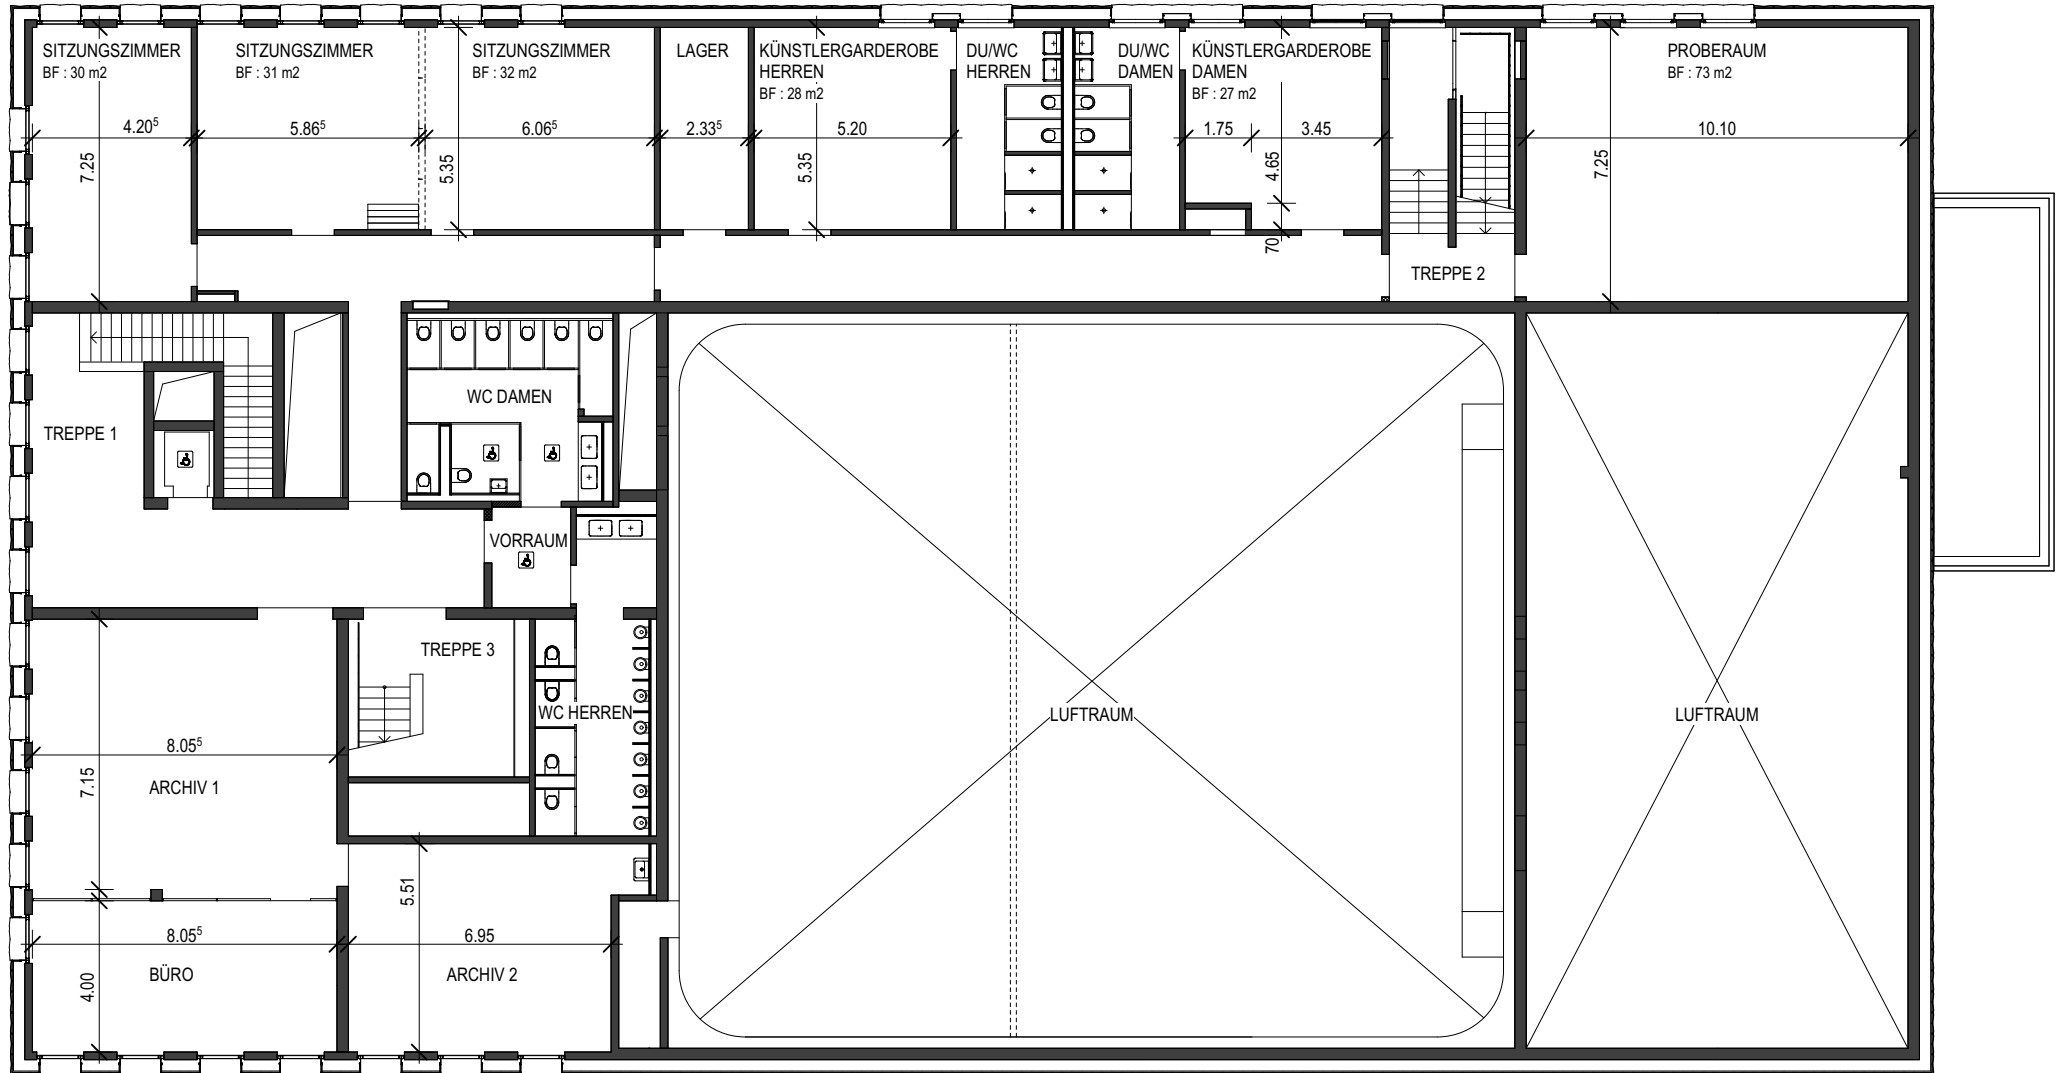 SITZUNGSZIMMER
BF : 30 m2
SITZUNGSZIMMER
BF : 31 m2
SITZUNGSZIMMER
BF : 32 m2
LAGER
KÜNSTLERGARDEROBE
HERREN
BF : 28 m2
DU/WC
HERREN
DU/WC
DAMEN
KÜNSTLERGARDEROBE
DAMEN
BF : 27 m2
PROBERAUM
BF : 73 m2
4.20⁵
5.86⁵
6.06⁵
2.33⁵
5.20
1.75
3.45
10.10
7.25
5.35
5.35
4.65
70
7.25
TREPPE 2
WC DAMEN
TREPPE 1
VORRAUM
TREPPE 3
WC HERREN
LUFTRAUM
LUFTRAUM
8.05⁵
7.15
ARCHIV 1
5.51
8.05⁵
6.95
4.00
BÜRO
ARCHIV 2